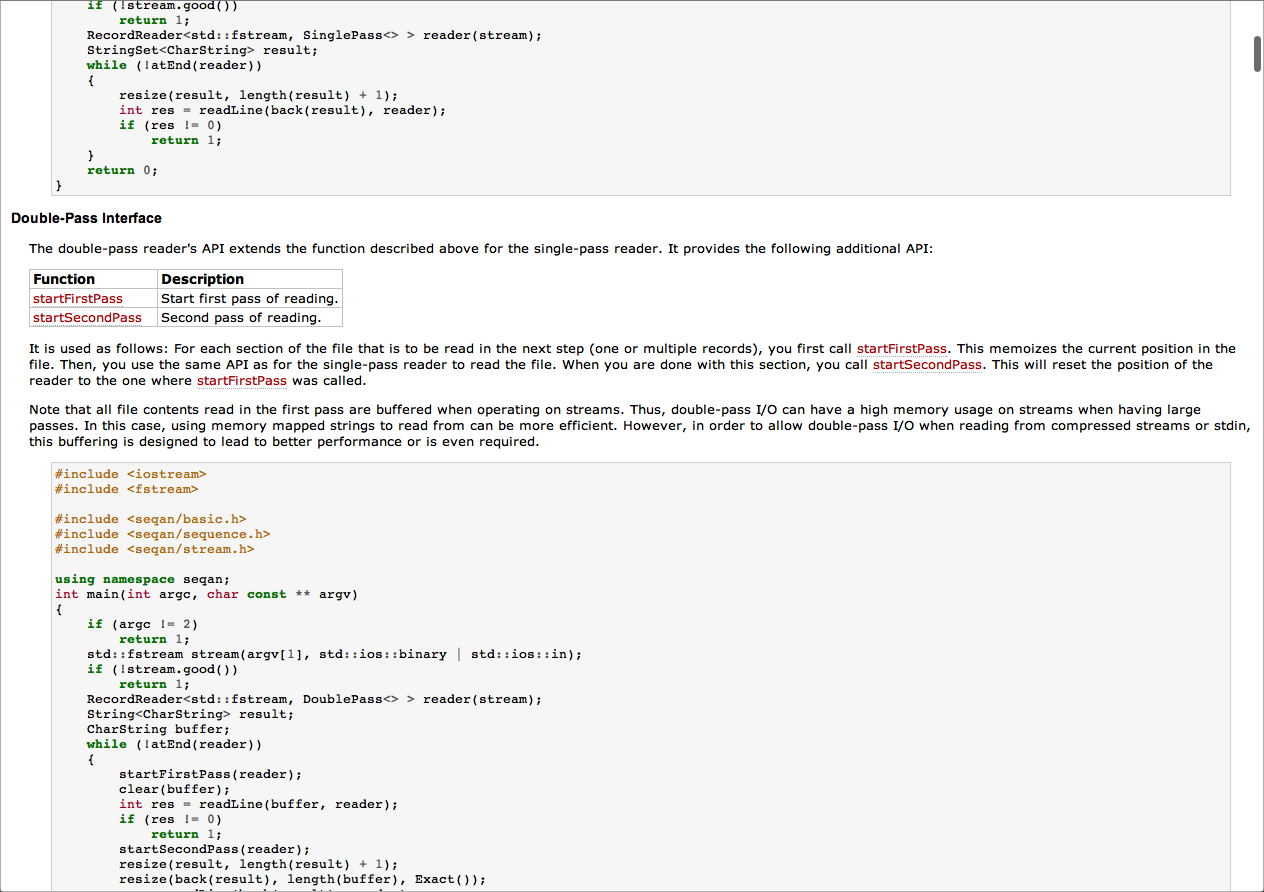 if (!stream.good())
return 1;
RecordReader<std::fstream, SinglePass<> > reader(stream);
StringSet<CharString> result;
while (!atEnd(reader))
{
resize(result, length(result) + 1);
int res = readLine(back(result), reader);
if (res != 0)
return 1;
}
return 0;
}
Double-Pass Interface
The double-pass reader's API extends the function described above for the single-pass reader. It provides the following additional API:
Function Description
startFirstPass Start first pass of reading.
startSecondPass Second pass of reading.
It is used as follows: For each section of the file that is to be read in the next step (one or multiple records), you first call startFirstPass. This memoizes the current position in the
file. Then, you use the same API as for the single-pass reader to read the file. When you are done with this section, you call startSecondPass. This will reset the position of the
reader to the one where startFirstPass was called.
Note that all file contents read in the first pass are buffered when operating on streams. Thus, double-pass I/O can have a high memory usage on streams when having large
passes. In this case, using memory mapped strings to read from can be more efficient. However, in order to allow double-pass I/O when reading from compressed streams or stdin,
this buffering is designed to lead to better performance or is even required.
#include <iostream>
#include <fstream>
#include <seqan/basic.h>
#include <seqan/sequence.h>
#include <seqan/stream.h>
using namespace seqan;
int main(int argc, char const ** argv)
{
if (argc != 2)
return 1;
std::fstream stream(argv[1], std::ios::binary | std::ios::in);
if (!stream.good())
return 1;
RecordReader<std::fstream, DoublePass<> > reader(stream);
String<CharString> result;
CharString buffer;
while (!atEnd(reader))
{
startFirstPass(reader);
clear(buffer);
int res = readLine(buffer, reader);
if (res != 0)
return 1;
startSecondPass(reader);
resize(result, length(result) + 1);
resize(back(result), length(buffer), Exact());